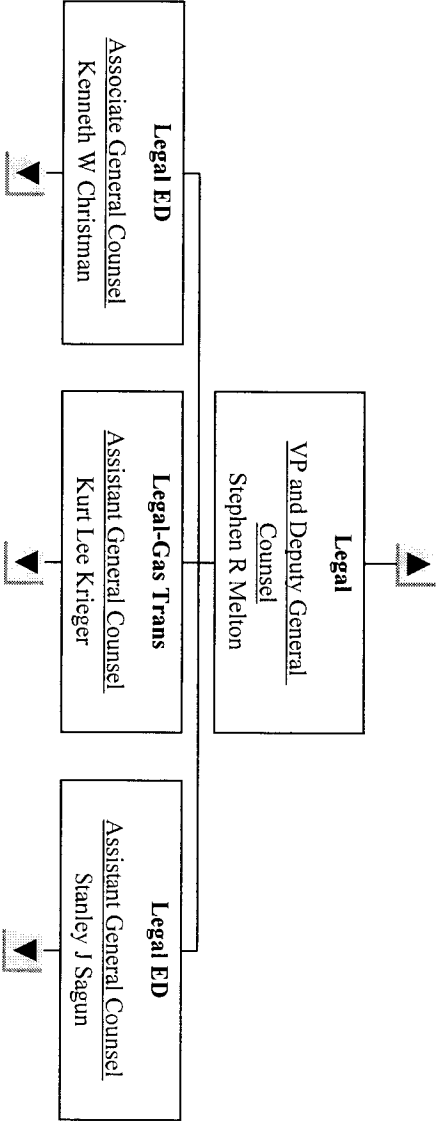 Legal
VP and Deputy General
Counsel
Stephen R Melton
Legal ED
Associate General Counsel
Kenneth W Christman
Legal-Gas Trans
Assistant General Counsel
Kurt Lee Krieger
Legal ED
Assistant General Counsel
Stanley J Sagun